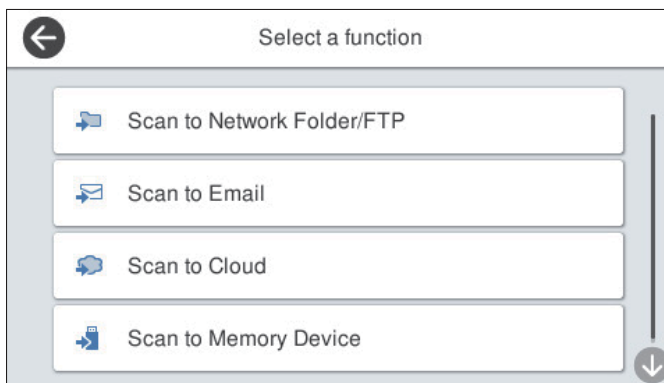 Select a function
Scan to Network Folder/FTP
Scan to Email
Scan to Cloud
Scan to Memory Device